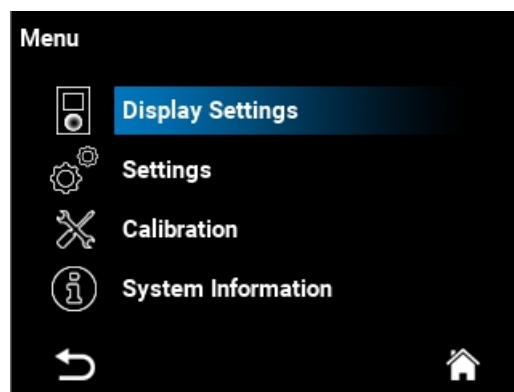 Menu
Display Settings
Settings
Calibration
System Information